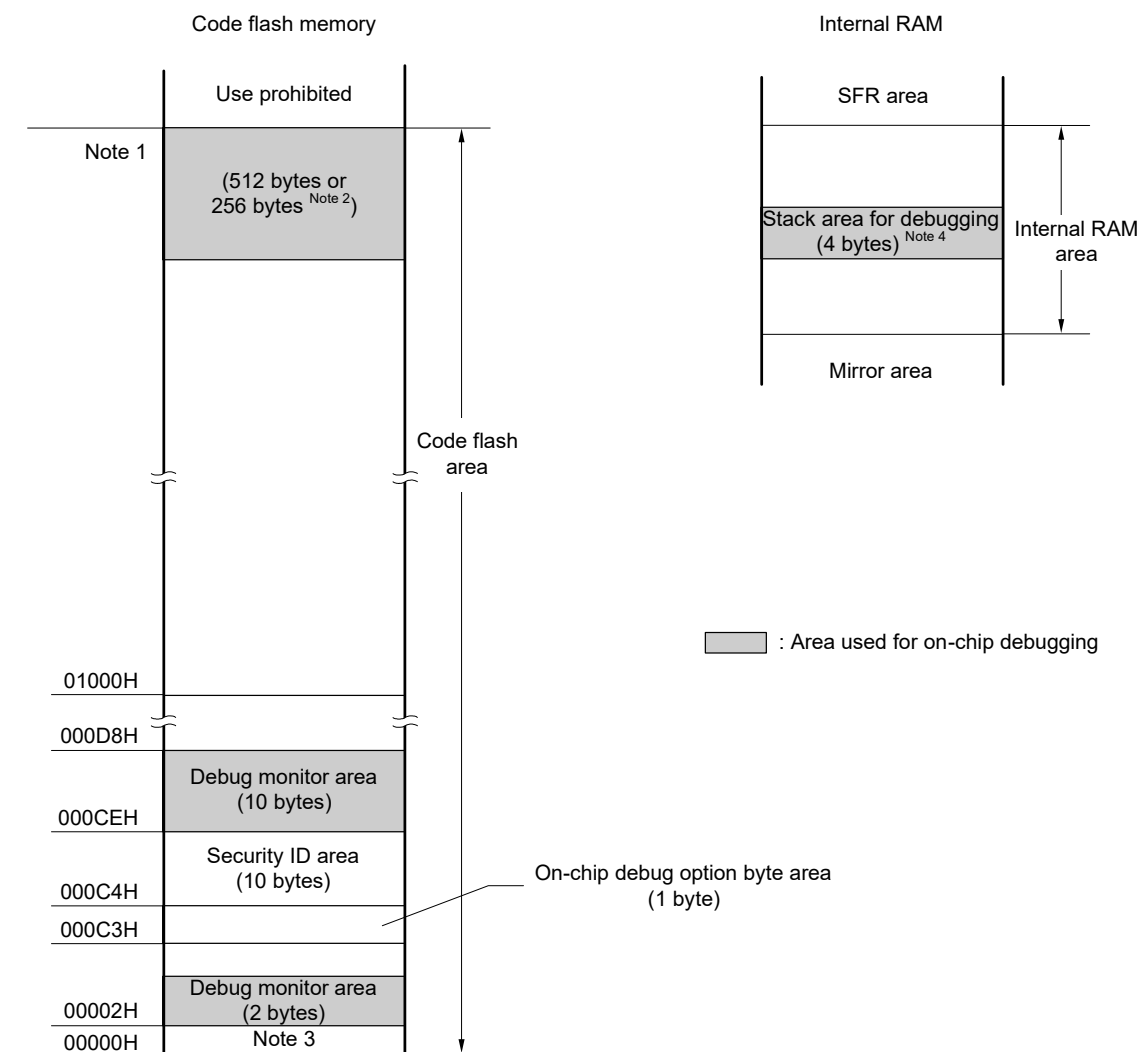 Code flash memory
Internal RAM
Use prohibited
SFR area
Note 1
(512 bytes or
256 bytes Note 2)
Stack area for debugging
(4 bytes) Note 4
Internal RAM
area
Mirror area
Code flash
area
: Area used for on-chip debugging
01000H
000D8H
Debug monitor area
(10 bytes)
000CEH
Security ID area
(10 bytes)
On-chip debug option byte area
(1 byte)
000C4H
000C3H
Debug monitor area
(2 bytes)
00002H
Note 3
00000H